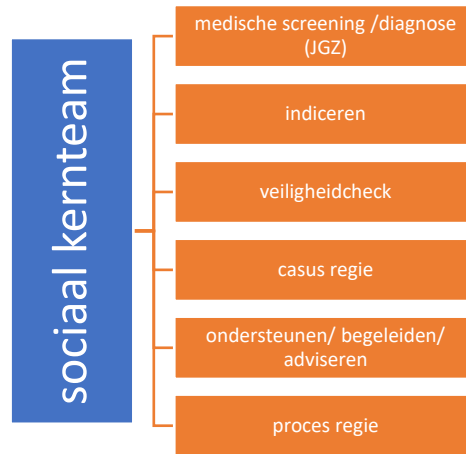 sociaal kernteam
medische screening /diagnose
(JGZ)
indiceren
veiligheidcheck
casus regie
ondersteunen/ begeleiden/
adviseren
proces regie